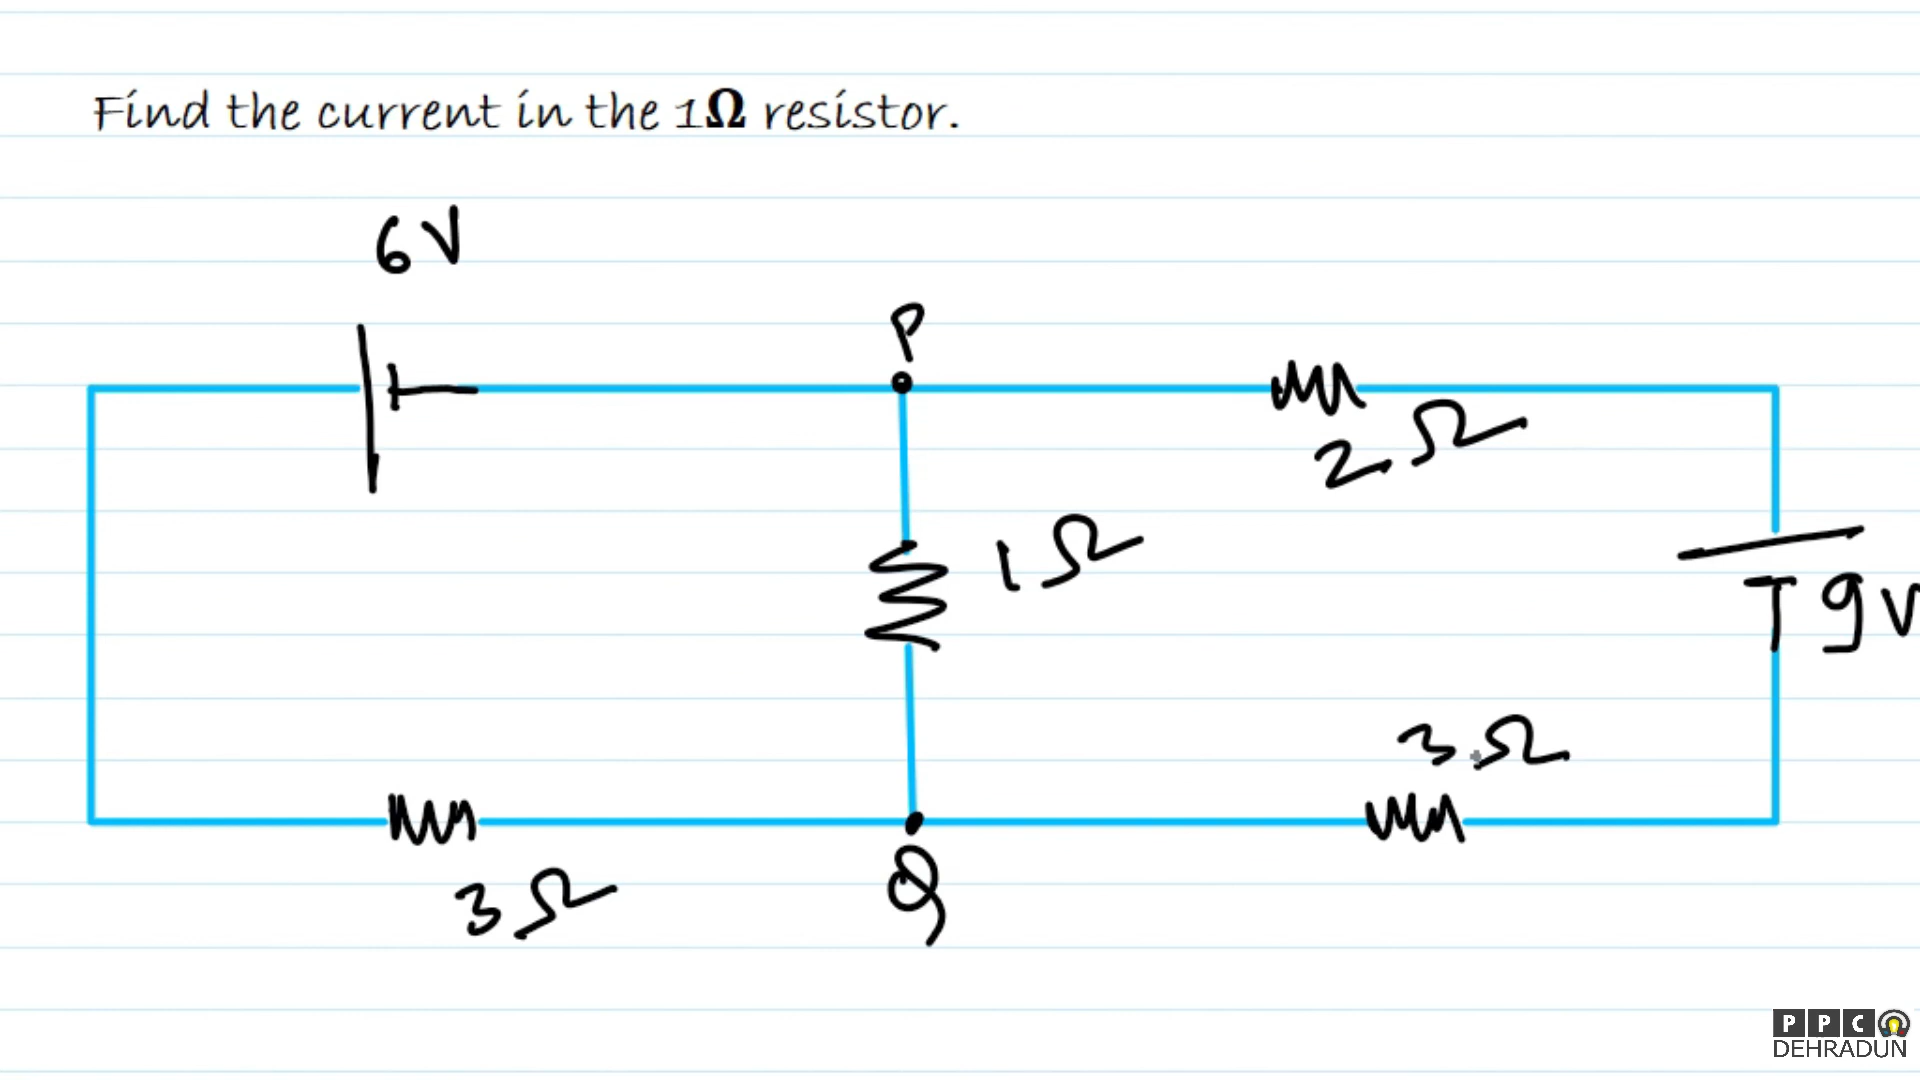 Find the current in the 1Ω resistor.
6V
P
2Ω
1Ω
9V
3Ω
3Ω
Q
PPC
DEHRADUN